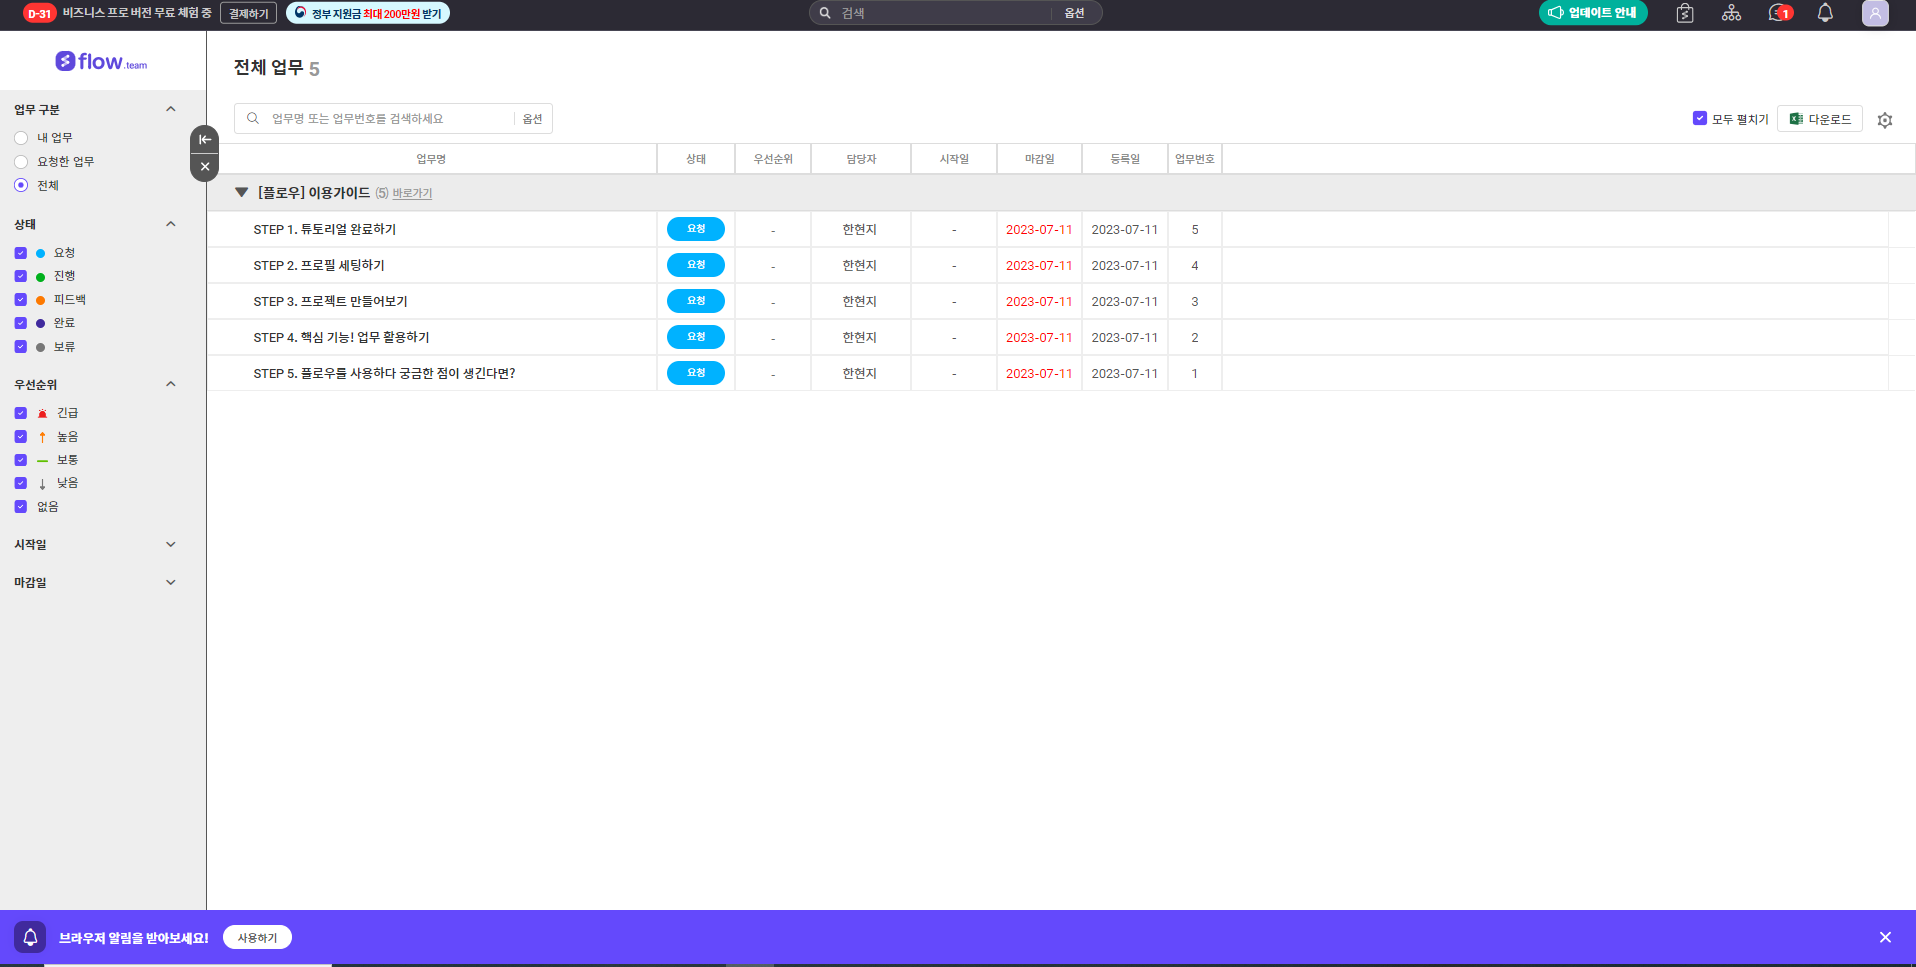 D-31 비즈니스 프로 버전 무료 체험 중 결제하기 정부 지원금 최대 200만원 받기 검색 옵션 업데이트 안내 1
flow.team
업무 구분
내 업무
요청한 업무
전체
상태
요청
진행
피드백
완료
보류
우선순위
긴급
높음
보통
낮음
없음
시작일
마감일
전체 업무 5
업무명 또는 업무번호를 검색하세요 옵션 모두 펼치기 다운로드
업무명 상태 우선순위 담당자 시작일 마감일 등록일 업무번호
[플로우] 이용가이드 (5) 바로가기
STEP 1. 튜토리얼 완료하기 요청 - 한현지 - 2023-07-11 2023-07-11 5
STEP 2. 프로필 세팅하기 요청 - 한현지 - 2023-07-11 2023-07-11 4
STEP 3. 프로젝트 만들어보기 요청 - 한현지 - 2023-07-11 2023-07-11 3
STEP 4. 핵심 기능! 업무 활용하기 요청 - 한현지 - 2023-07-11 2023-07-11 2
STEP 5. 플로우를 사용하다 궁금한 점이 생긴다면? 요청 - 한현지 - 2023-07-11 2023-07-11 1
브라우저 알림을 받아보세요! 사용하기